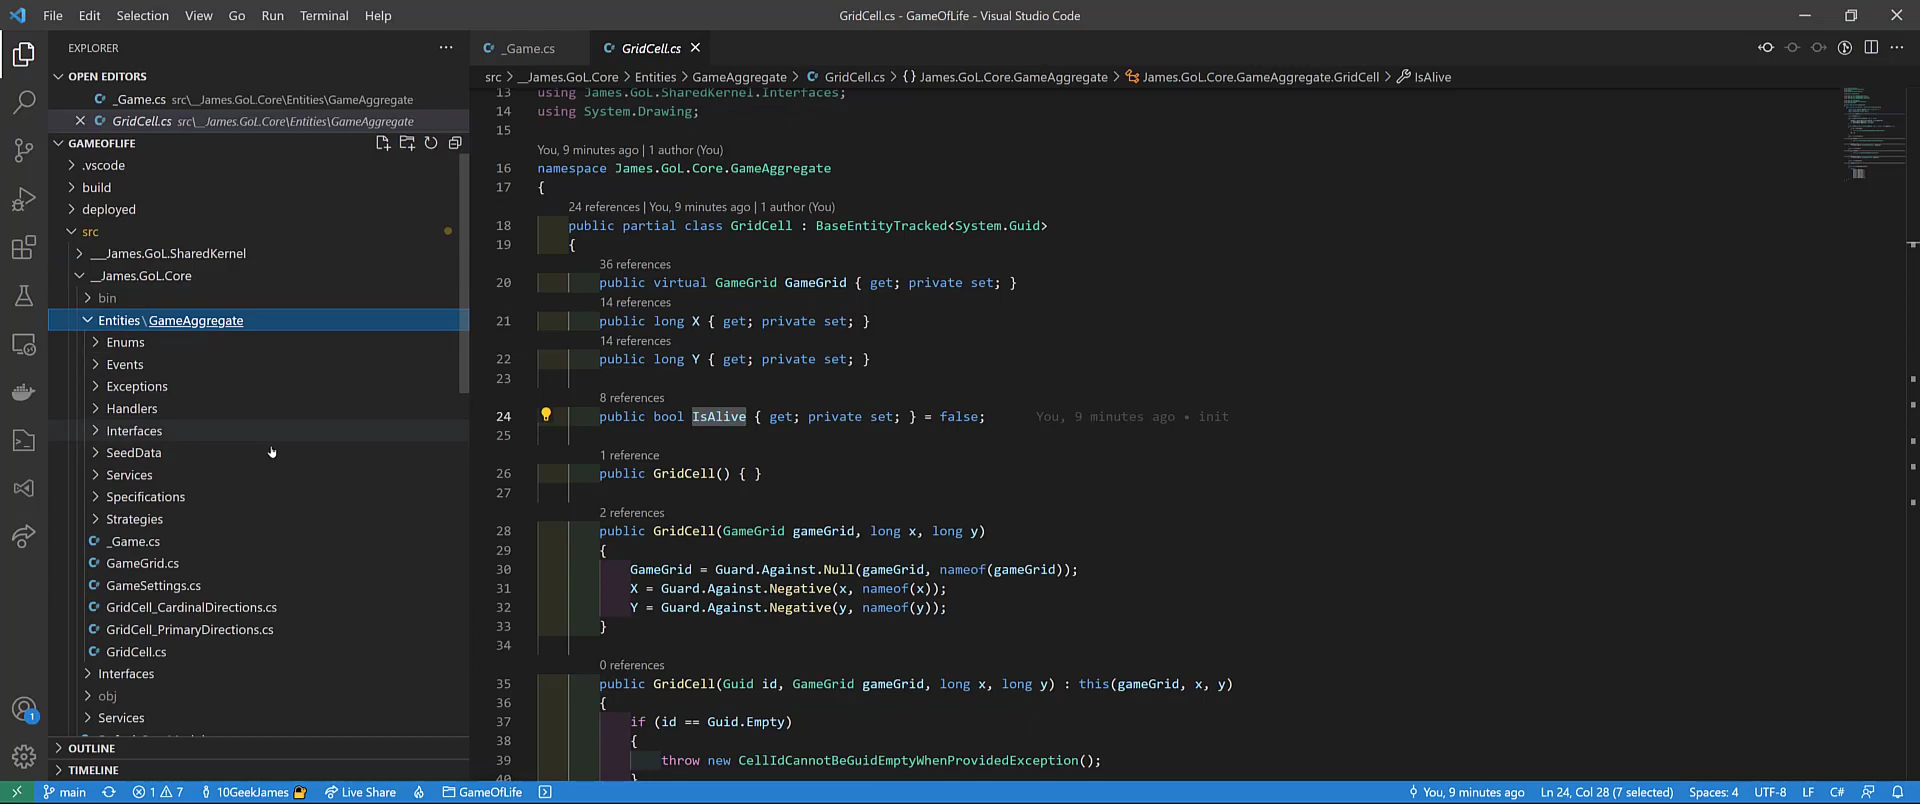 File Edit Selection View Go Run Terminal Help
GridCell.cs - GameOfLife - Visual Studio Code
EXPLORER
OPEN EDITORS
_Game.cs src\__James.GoL.Core\Entities\GameAggregate
GridCell.cs src\__James.GoL.Core\Entities\GameAggregate
GAMEOFLIFE
.vscode
build
deployed
src
___James.GoL.SharedKernel
__James.GoL.Core
bin
Entities\GameAggregate
Enums
Events
Exceptions
Handlers
Interfaces
SeedData
Services
Specifications
Strategies
_Game.cs
GameGrid.cs
GameSettings.cs
GridCell_CardinalDirections.cs
GridCell_PrimaryDirections.cs
GridCell.cs
Interfaces
obj
Services
OUTLINE
TIMELINE
_Game.cs GridCell.cs
src > __James.GoL.Core > Entities > GameAggregate > GridCell.cs > {} James.GoL.Core.GameAggregate > James.GoL.Core.GameAggregate.GridCell > IsAlive
13 using James.GoL.SharedKernel.Interfaces;
14 using System.Drawing;
15
You, 9 minutes ago | 1 author (You)
16 namespace James.GoL.Core.GameAggregate
17 {
24 references | You, 9 minutes ago | 1 author (You)
18 public partial class GridCell : BaseEntityTracked<System.Guid>
19 {
36 references
20 public virtual GameGrid GameGrid { get; private set; }
14 references
21 public long X { get; private set; }
14 references
22 public long Y { get; private set; }
23
8 references
24 public bool IsAlive { get; private set; } = false; You, 9 minutes ago • init
25
1 reference
26 public GridCell() { }
27
2 references
28 public GridCell(GameGrid gameGrid, long x, long y)
29 {
30 GameGrid = Guard.Against.Null(gameGrid, nameof(gameGrid));
31 X = Guard.Against.Negative(x, nameof(x));
32 Y = Guard.Against.Negative(y, nameof(y));
33 }
34
0 references
35 public GridCell(Guid id, GameGrid gameGrid, long x, long y) : this(gameGrid, x, y)
36 {
37 if (id == Guid.Empty)
38 {
39 throw new CellIdCannotBeGuidEmptyWhenProvidedException();
40 }
1
main 1 7 10GeekJames Live Share GameOfLife You, 9 minutes ago Ln 24, Col 28 (7 selected) Spaces: 4 UTF-8 LF C#